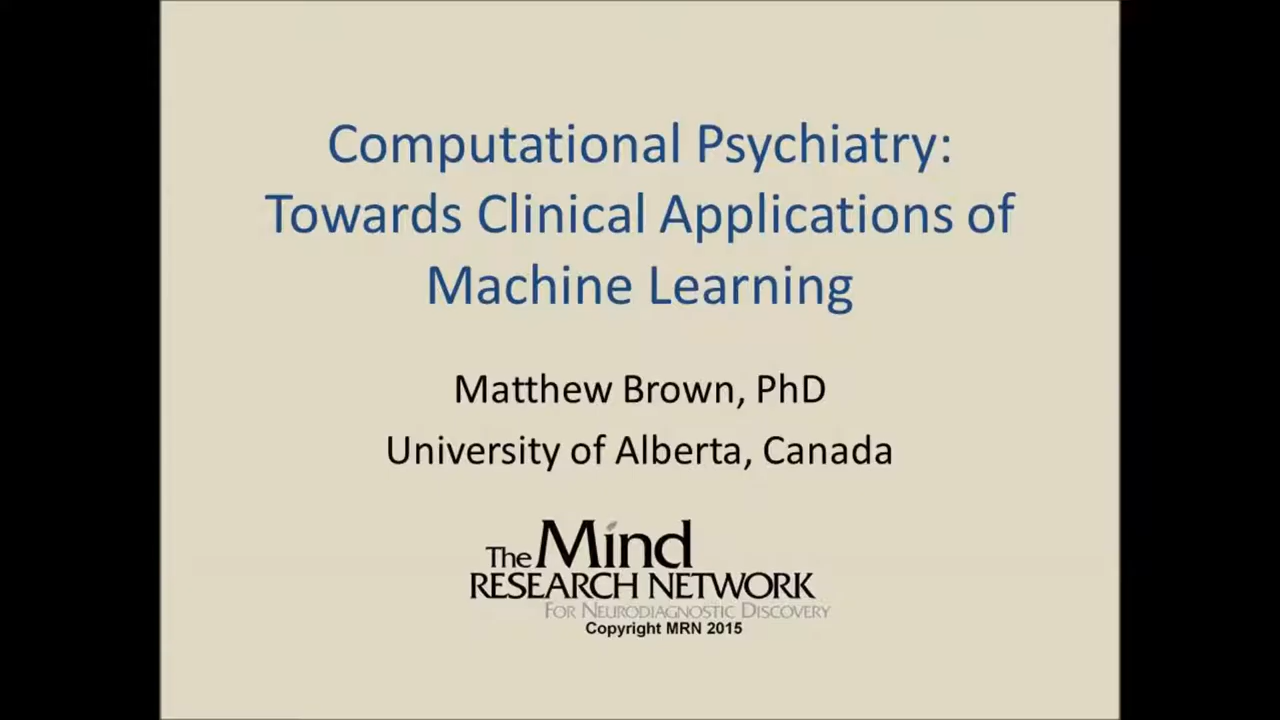 Computational Psychiatry:
Towards Clinical Applications of
Machine Learning
Matthew Brown, PhD
University of Alberta, Canada
The Mind
RESEARCH NETWORK
FOR NEURODIAGNOSTIC DISCOVERY
Copyright MRN 2015